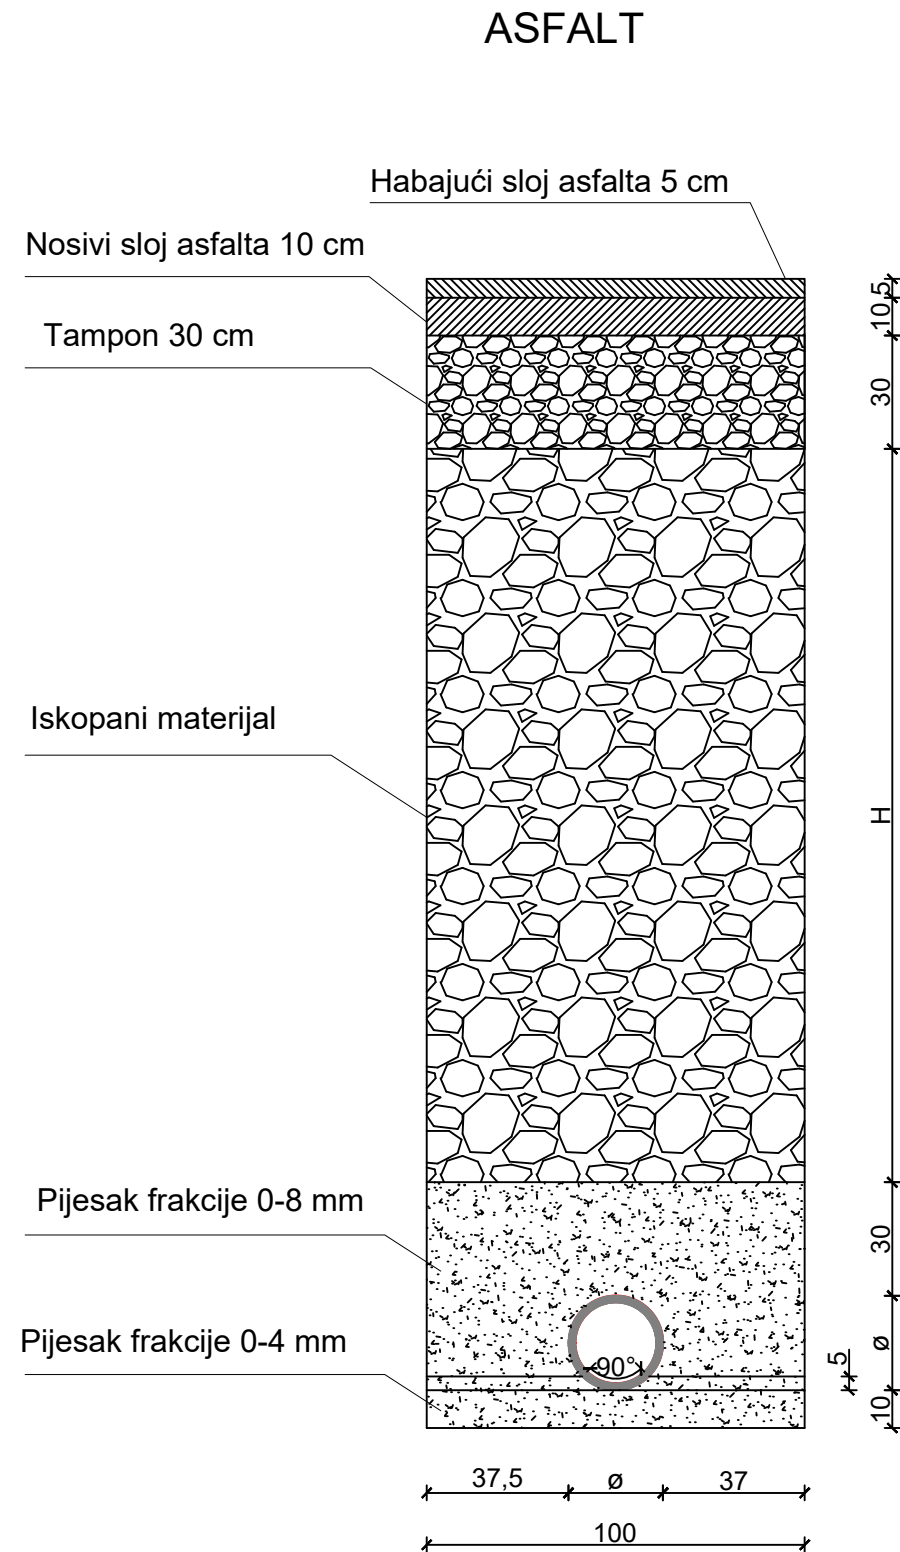 ASFALT
Habajući sloj asfalta 5 cm
Nosivi sloj asfalta 10 cm
Tampon 30 cm
Iskopani materijal
Pijesak frakcije 0-8 mm
Pijesak frakcije 0-4 mm
5
10
30
H
30
ø
5
10
90°
37,5
ø
37
100